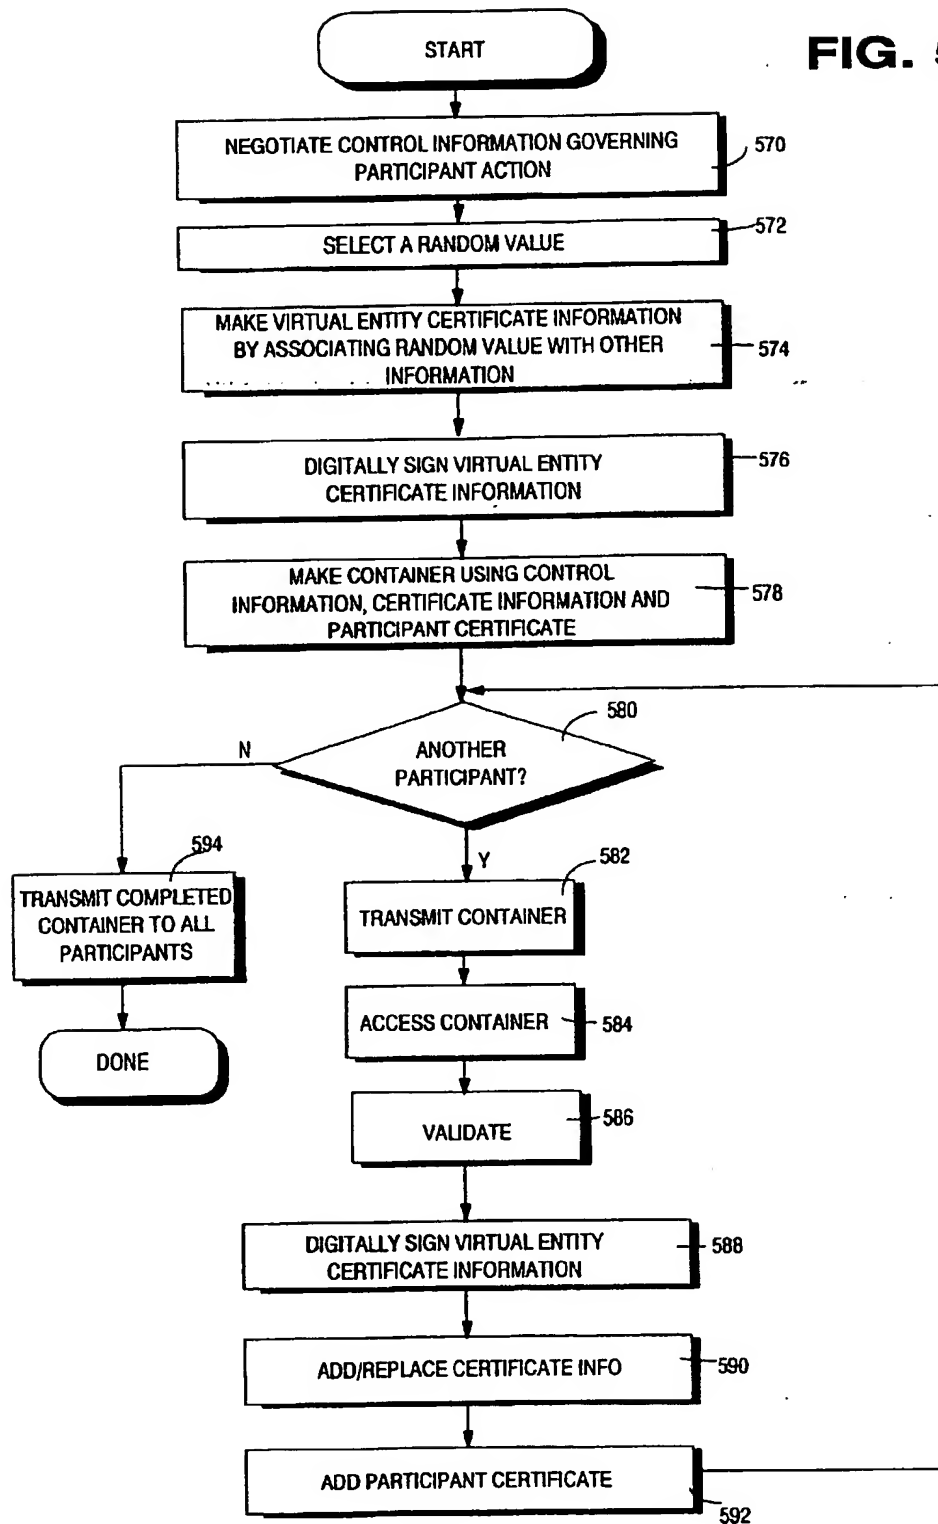 START
FIG. 5
NEGOTIATE CONTROL INFORMATION GOVERNING
PARTICIPANT ACTION
570
SELECT A RANDOM VALUE
572
MAKE VIRTUAL ENTITY CERTIFICATE INFORMATION
BY ASSOCIATING RANDOM VALUE WITH OTHER
INFORMATION
574
DIGITALLY SIGN VIRTUAL ENTITY
CERTIFICATE INFORMATION
576
MAKE CONTAINER USING CONTROL
INFORMATION, CERTIFICATE INFORMATION AND
PARTICIPANT CERTIFICATE
578
580
ANOTHER
PARTICIPANT?
N
Y
594
TRANSMIT COMPLETED
CONTAINER TO ALL
PARTICIPANTS
DONE
582
TRANSMIT CONTAINER
ACCESS CONTAINER
584
VALIDATE
586
DIGITALLY SIGN VIRTUAL ENTITY
CERTIFICATE INFORMATION
588
ADD/REPLACE CERTIFICATE INFO
590
ADD PARTICIPANT CERTIFICATE
592